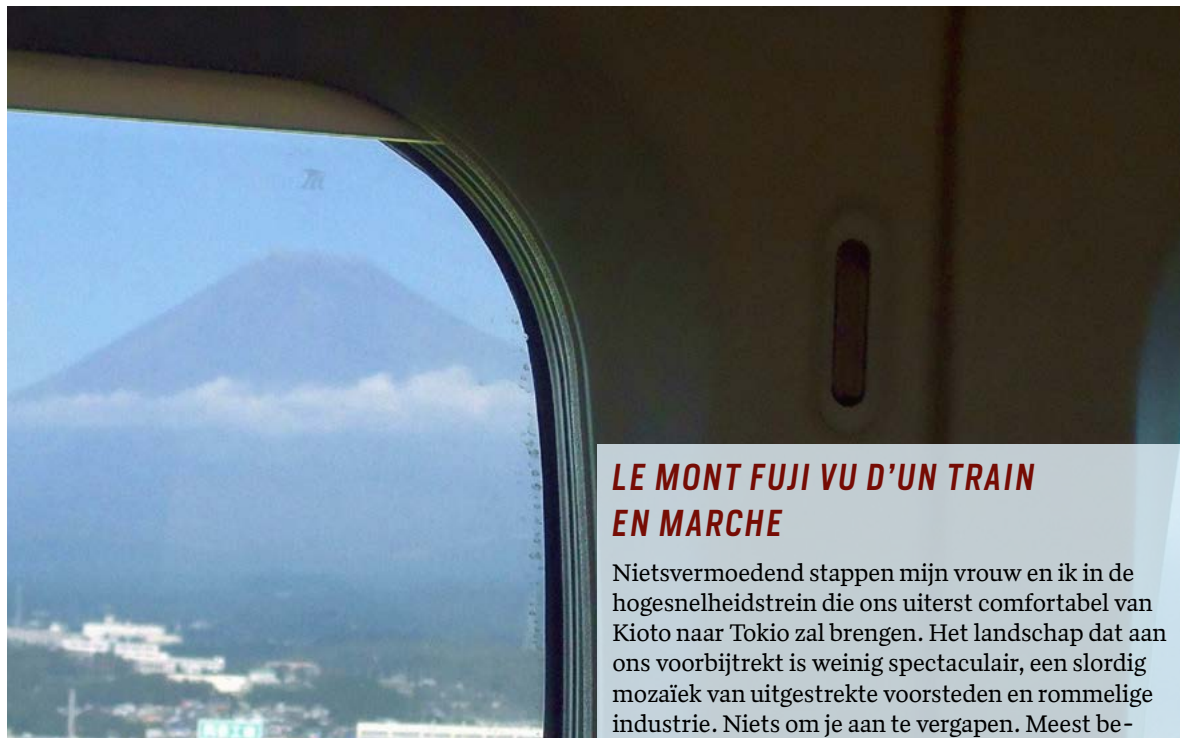 LE MONT FUJI VU D’UN TRAIN
EN MARCHE
Nietsvermoedend stappen mijn vrouw en ik in de
hogesnelheidstrein die ons uiterst comfortabel van
Kioto naar Tokio zal brengen. Het landschap dat aan
ons voorbijtrekt is weinig spectaculair, een slordig
mozaïek van uitgestrekte voorsteden en rommelige
industrie. Niets om je aan te vergapen. Meest be-